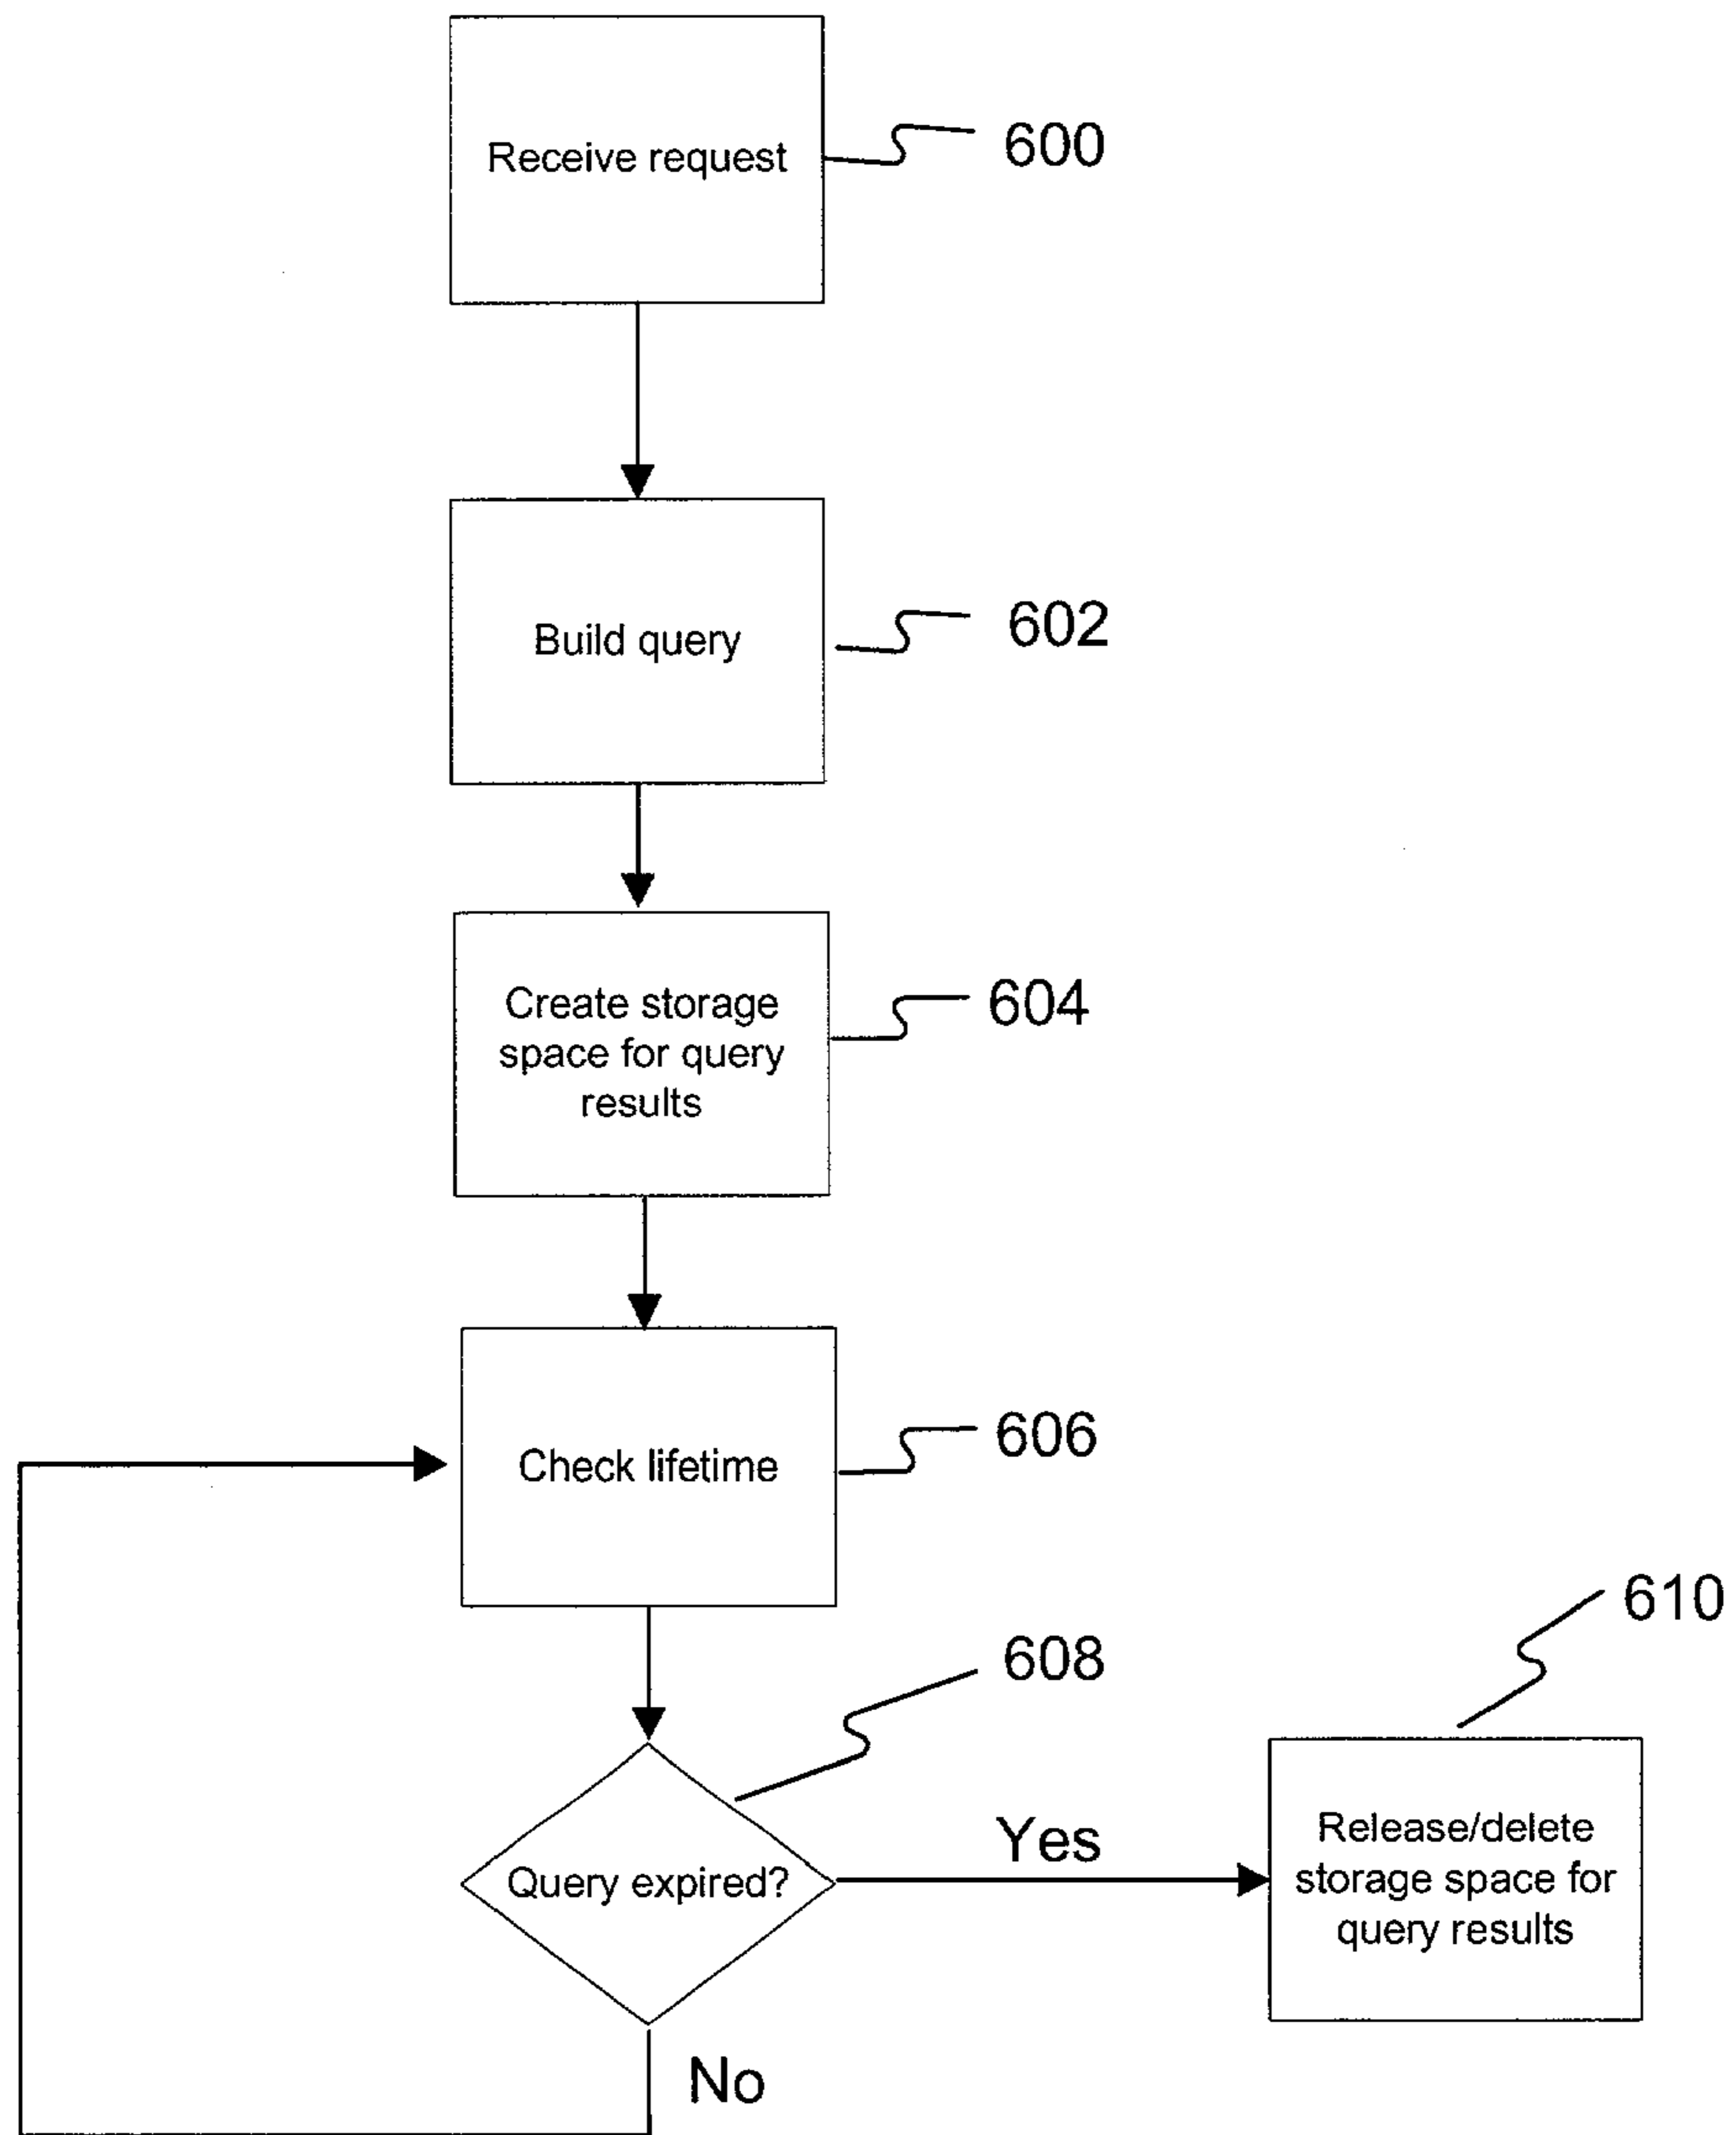 Receive request
600
Build query
602
Create storage
space for query
results
604
Check lifetime
606
608
610
Query expired?
Yes
Release/delete
storage space for
query results
No